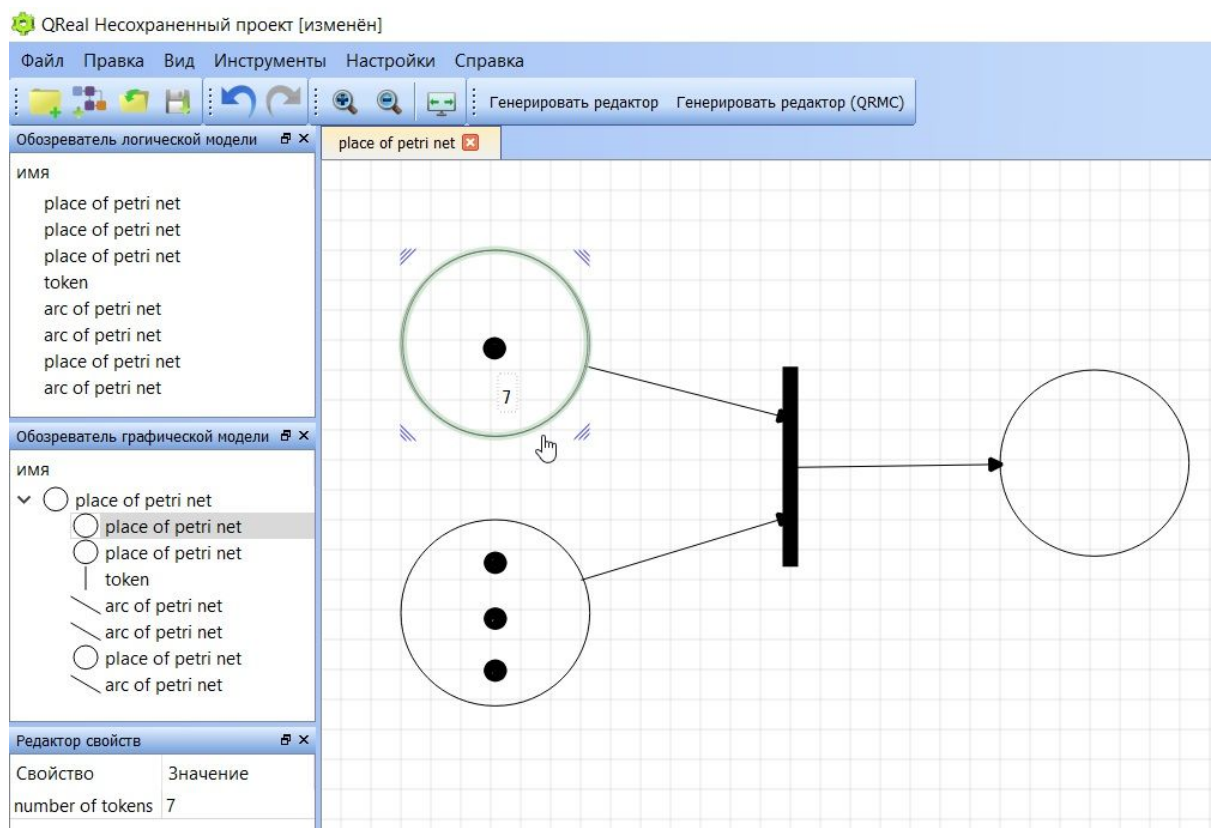 QReal Несохраненный проект [изменён]
Файл Правка Вид Инструменты Настройки Справка
Генерировать редактор Генерировать редактор (QRMC)
Обозреватель логической модели
имя
place of petri net
place of petri net
place of petri net
token
arc of petri net
arc of petri net
place of petri net
arc of petri net
Обозреватель графической модели
имя
place of petri net
place of petri net
place of petri net
token
arc of petri net
arc of petri net
place of petri net
arc of petri net
Редактор свойств
Свойство Значение
number of tokens 7
place of petri net
7